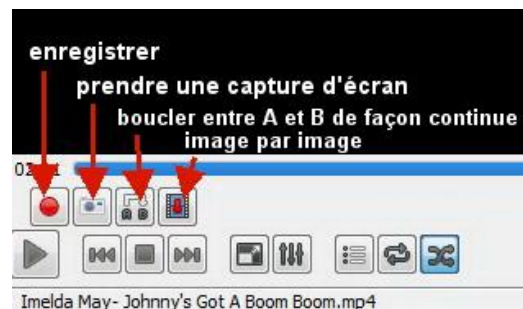 enregistrer
prendre une capture d'écran
boucler entre A et B de façon continue
image par image
A B
Imelda May- Johnny's Got A Boom Boom.mp4